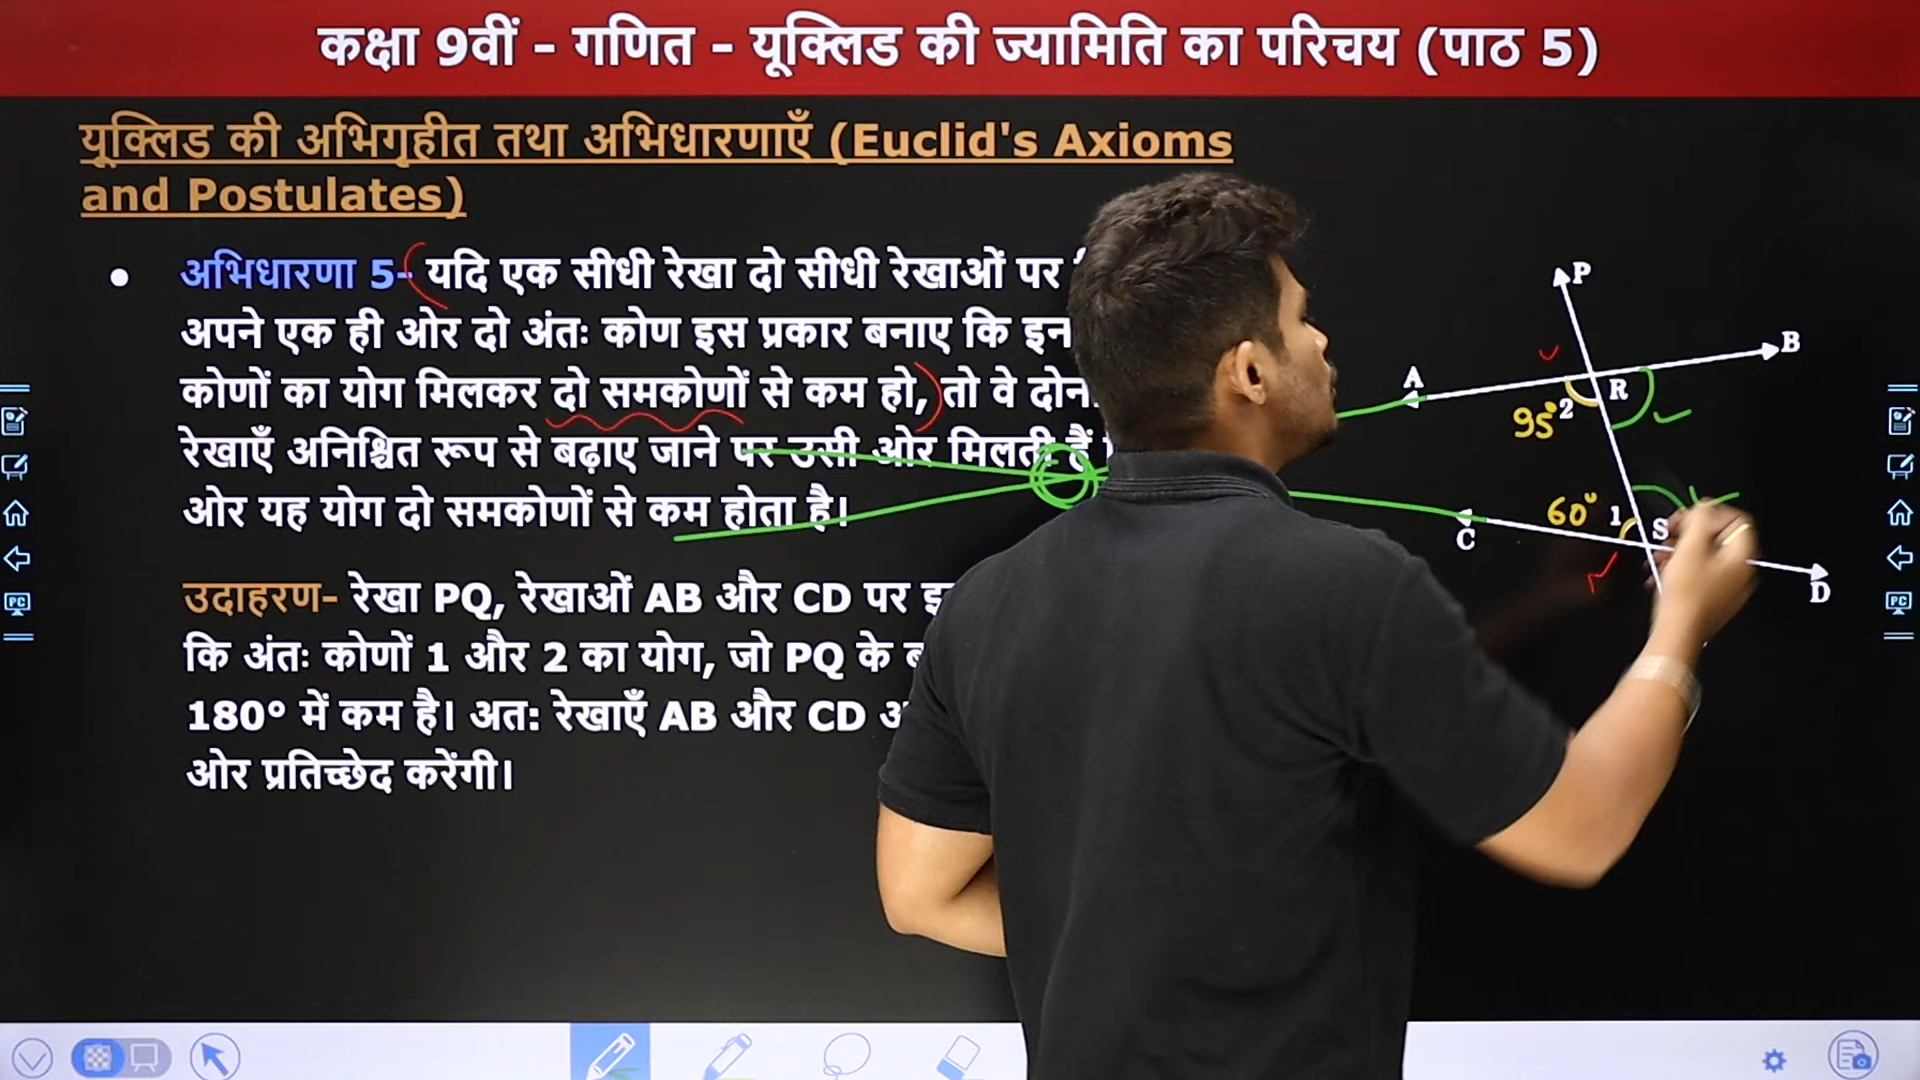 कक्षा 9वीं - गणित - यूक्लिड की ज्यामिति का परिचय (पाठ 5)
यूक्लिड की अभिगृहीत तथा अभिधारणाएँ (Euclid's Axioms
and Postulates)
• अभिधारणा 5- यदि एक सीधी रेखा दो सीधी रेखाओं पर
अपने एक ही ओर दो अंतः कोण इस प्रकार बनाए कि इन
कोणों का योग मिलकर दो समकोणों से कम हो, तो वे
रेखाएँ अनिश्चित रूप से बढ़ाए जाने पर उसी ओर मिलती हैं
ओर यह योग दो समकोणों से कम होता है।
उदाहरण- रेखा PQ, रेखाओं AB और CD पर
कि अंतः कोणों 1 और 2 का योग, जो PQ के
180° में कम है। अत: रेखाएँ AB और CD
ओर प्रतिच्छेद करेंगी।
P
B
A
R
95° 2
60° 1 S
C
D
PC
PC